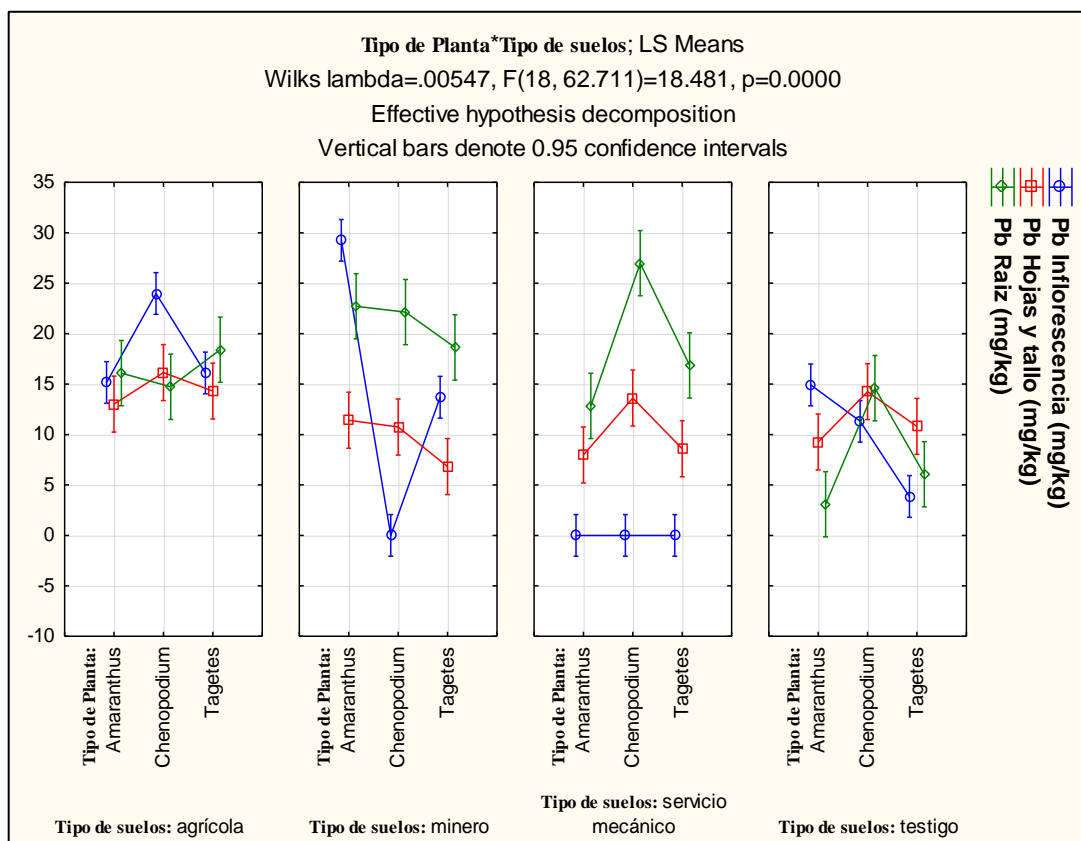 Tipo de Planta*Tipo de suelos; LS Means
Wilks lambda=.00547, F(18, 62.711)=18.481, p=0.0000
Effective hypothesis decomposition
Vertical bars denote 0.95 confidence intervals
35
30
25
20
15
10
5
0
-5
-10
Tipo de Planta:
Amaranthus
Chenopodium
Tagetes
Tipo de suelos: agrícola
Tipo de Planta:
Amaranthus
Chenopodium
Tagetes
Tipo de suelos: minero
Tipo de Planta:
Amaranthus
Chenopodium
Tagetes
Tipo de suelos: servicio
mecánico
Tipo de Planta:
Amaranthus
Chenopodium
Tagetes
Tipo de suelos: testigo
Pb Inflorescencia (mg/kg)
Pb Hojas y tallo (mg/kg)
Pb Raiz (mg/kg)